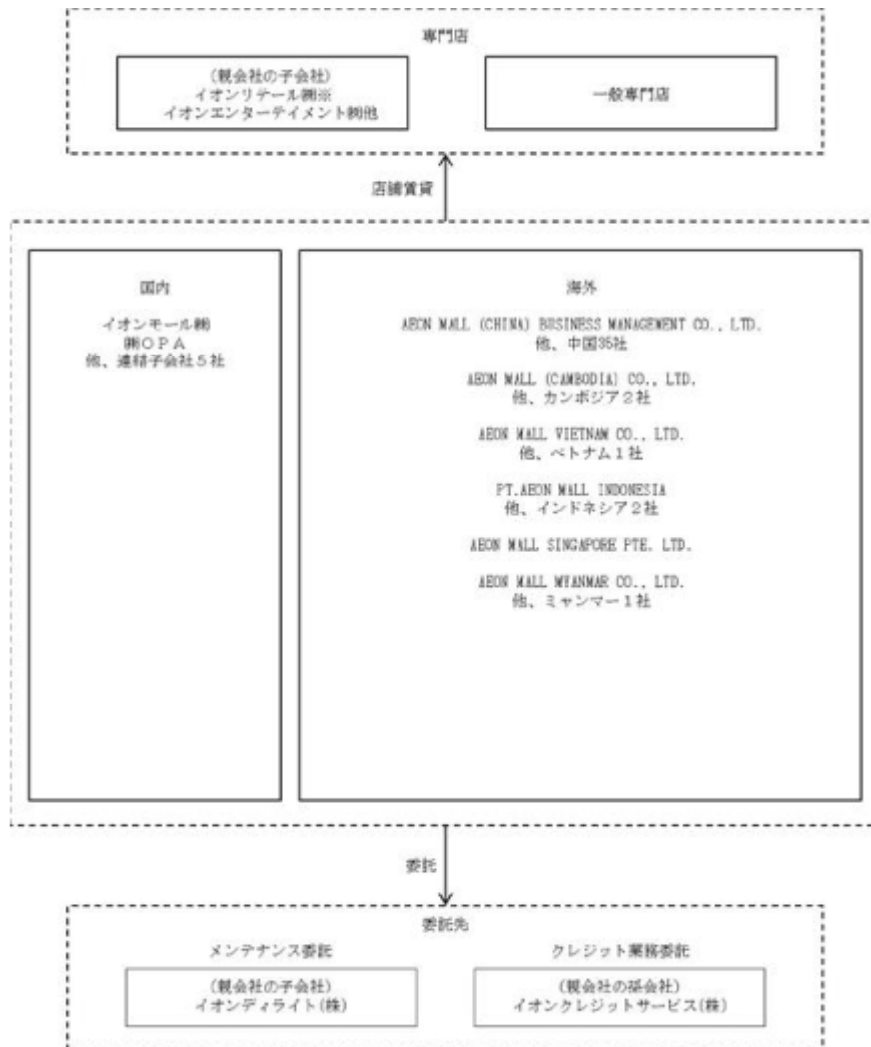 専門店
(親会社の子会社)
イオンリテール㈱※
イオンエンターテイメント㈱他
一般専門店
店舗賃貸
国内
イオンモール㈱
㈱OPA
他、連結子会社5社
海外
AEON MALL (CHINA) BUSINESS MANAGEMENT CO., LTD.
他、中国35社
AEON MALL (CAMBODIA) CO., LTD.
他、カンボジア2社
AEON MALL VIETNAM CO., LTD.
他、ベトナム1社
PT.AEON MALL INDONESIA
他、インドネシア2社
AEON MALL SINGAPORE PTE. LTD.
AEON MALL MYANMAR CO., LTD.
他、ミャンマー1社
委託
委託先
メンテナンス委託
(親会社の子会社)
イオンディライト(株)
クレジット業務委託
(親会社の孫会社)
イオンクレジットサービス(株)